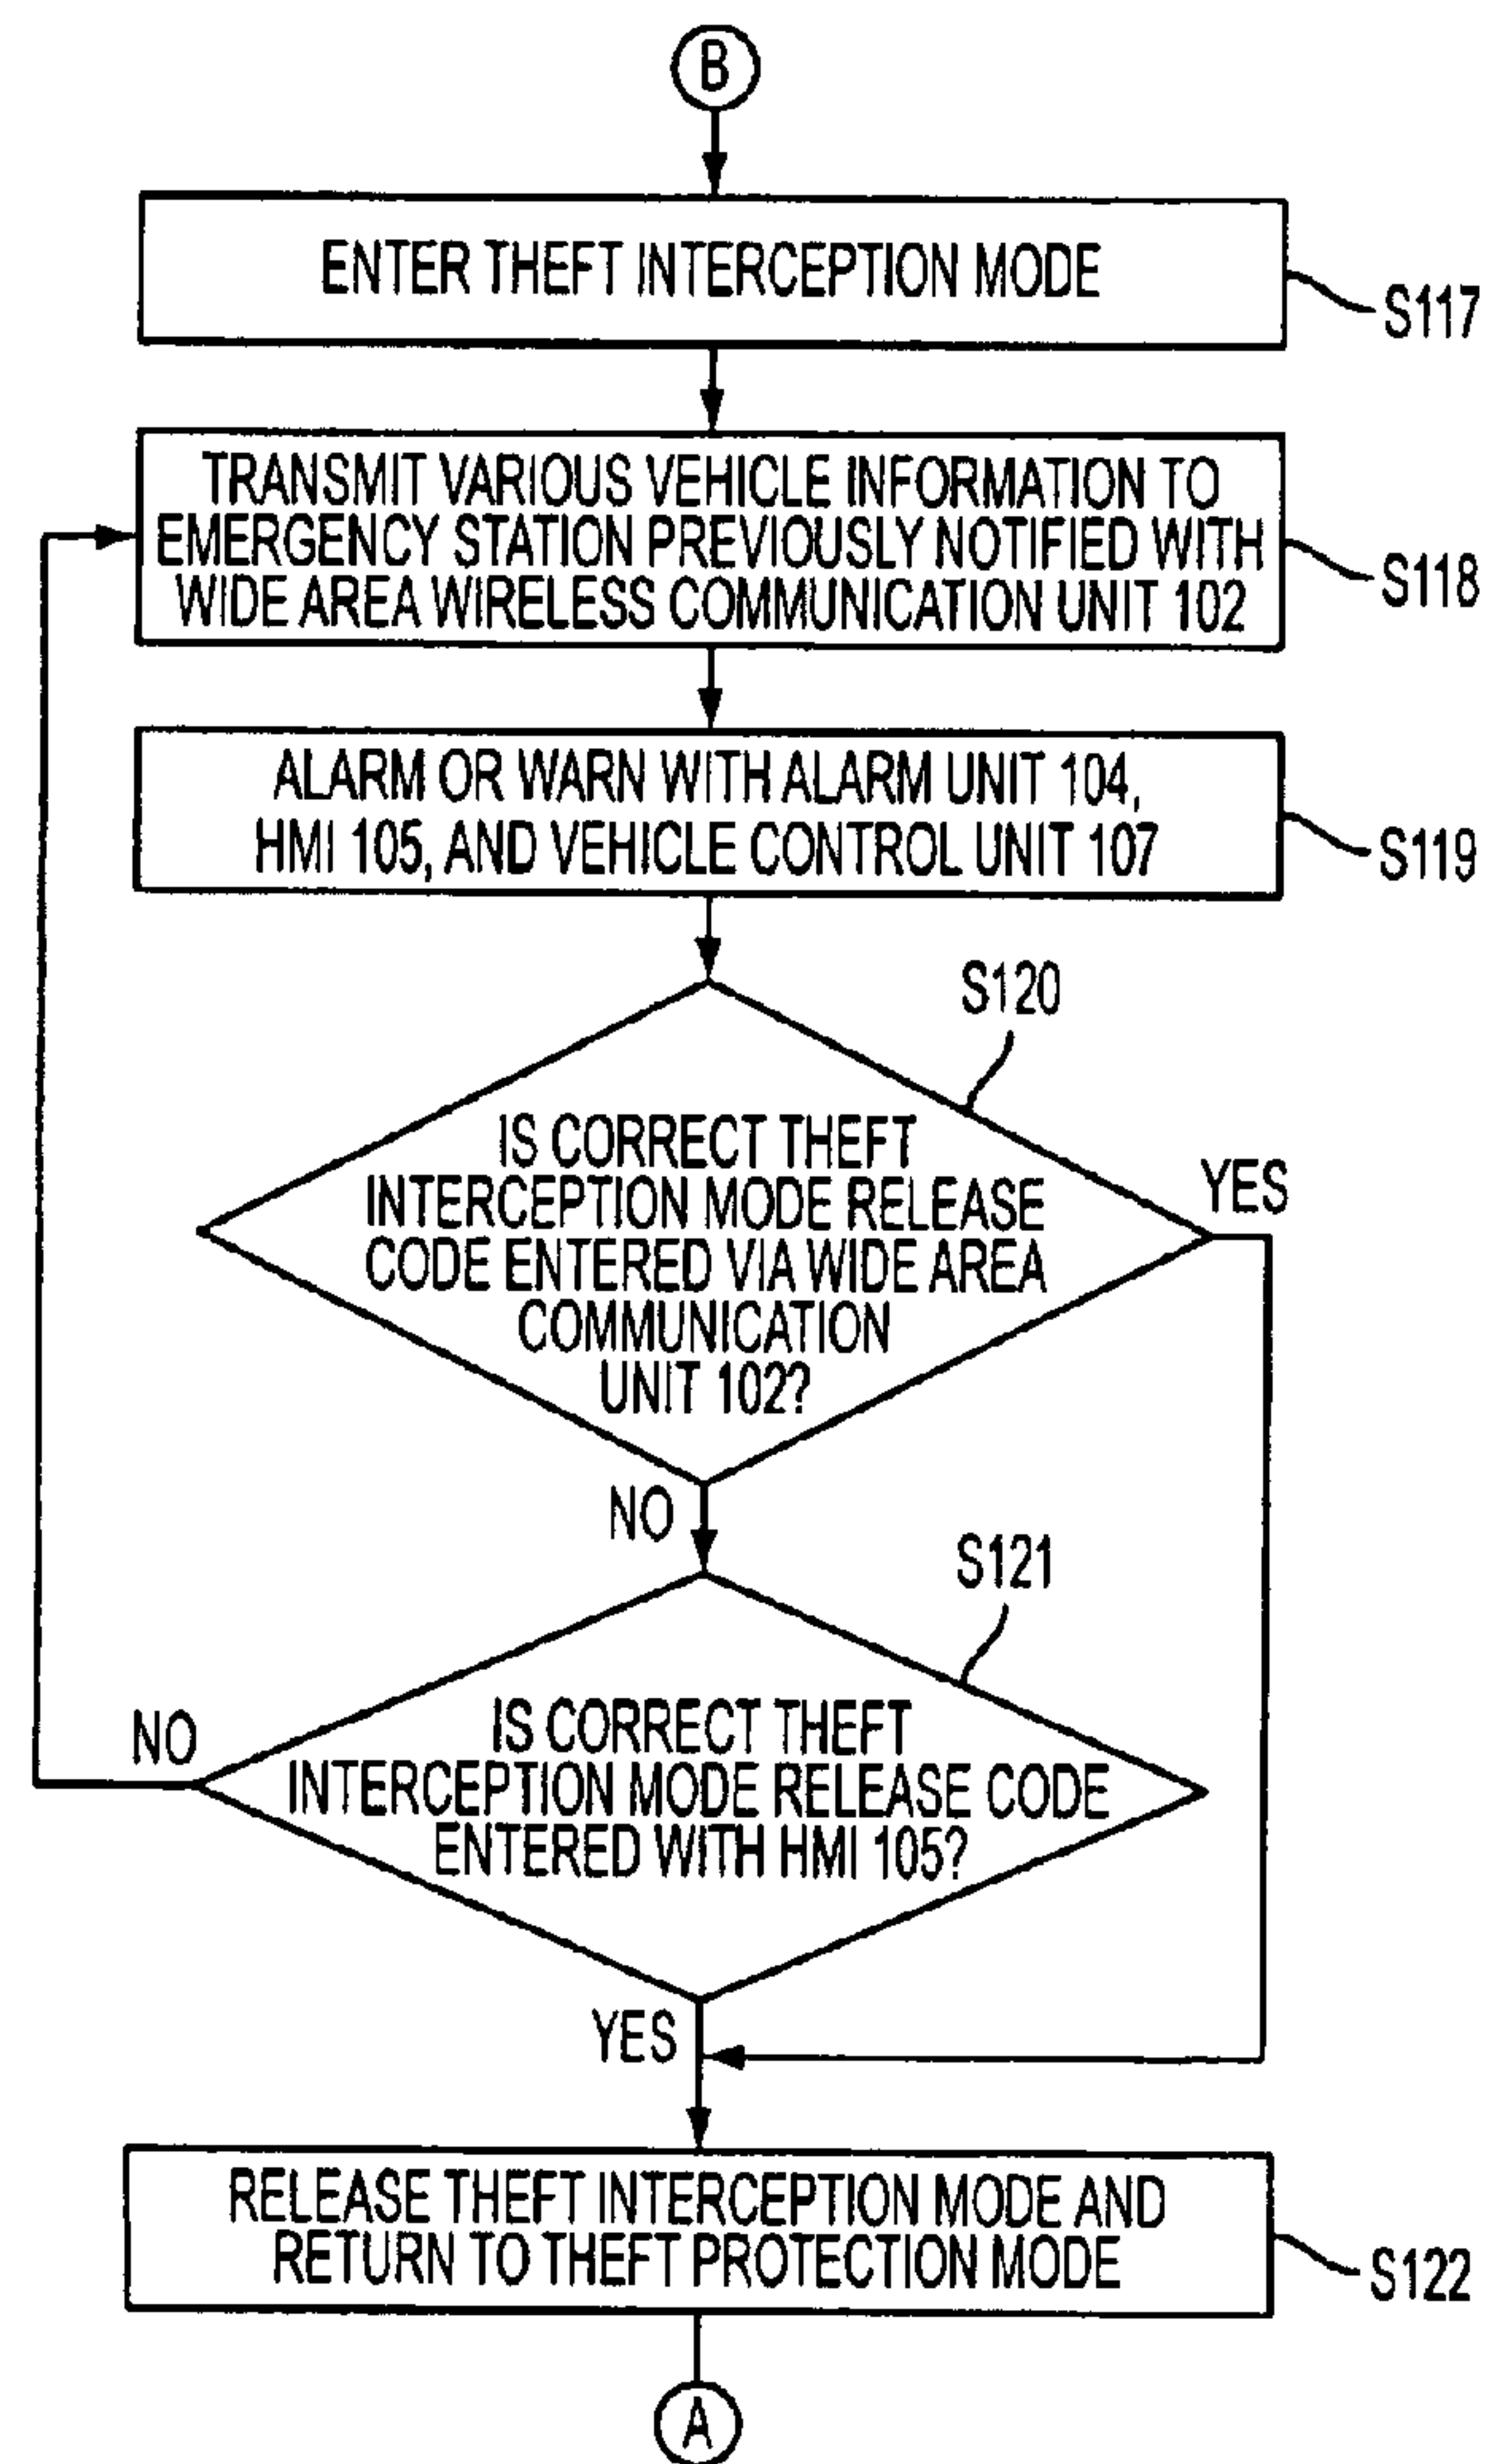 B
ENTER THEFT INTERCEPTION MODE
S117
TRANSMIT VARIOUS VEHICLE INFORMATION TO
EMERGENCY STATION PREVIOUSLY NOTIFIED WITH
WIDE AREA WIRELESS COMMUNICATION UNIT 102
S118
ALARM OR WARN WITH ALARM UNIT 104,
HMI 105, AND VEHICLE CONTROL UNIT 107
S119
S120
IS CORRECT THEFT
INTERCEPTION MODE RELEASE
CODE ENTERED VIA WIDE AREA
COMMUNICATION
UNIT 102?
YES
NO
S121
IS CORRECT THEFT
INTERCEPTION MODE RELEASE CODE
ENTERED WITH HMI 105?
NO
YES
RELEASE THEFT INTERCEPTION MODE AND
RETURN TO THEFT PROTECTION MODE
S122
A